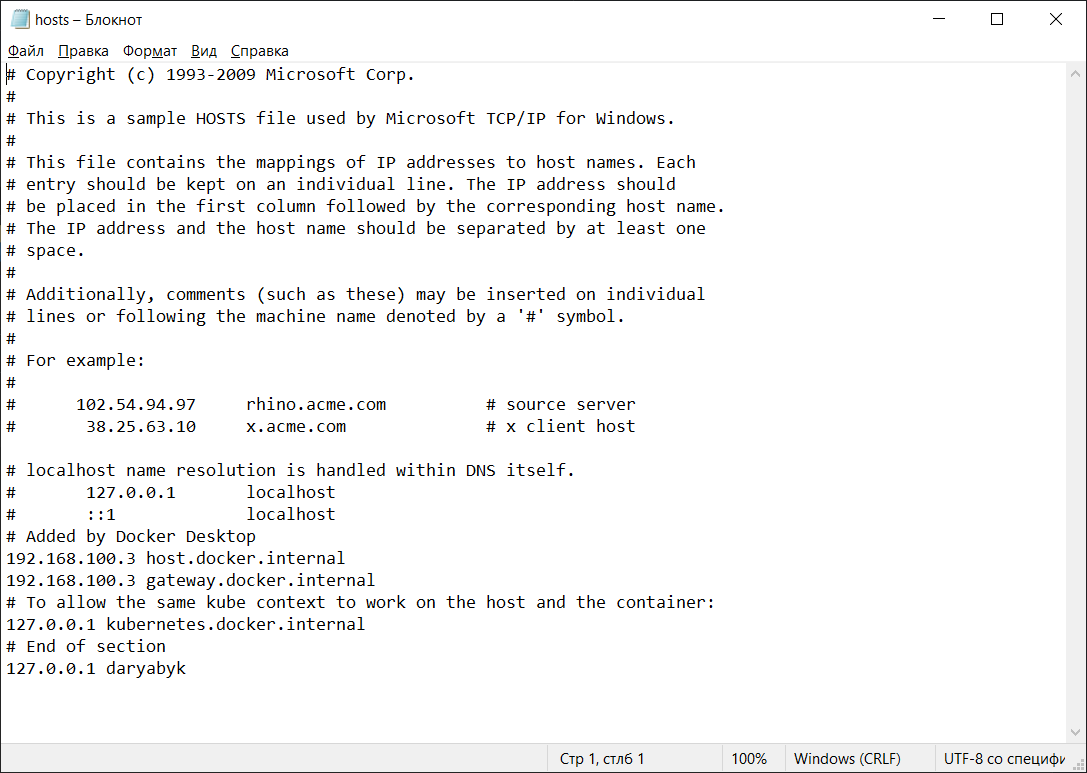 hosts – Блокнот
Файл Правка Формат Вид Справка
# Copyright (c) 1993-2009 Microsoft Corp.
#
# This is a sample HOSTS file used by Microsoft TCP/IP for Windows.
#
# This file contains the mappings of IP addresses to host names. Each
# entry should be kept on an individual line. The IP address should
# be placed in the first column followed by the corresponding host name.
# The IP address and the host name should be separated by at least one
# space.
#
# Additionally, comments (such as these) may be inserted on individual
# lines or following the machine name denoted by a '#' symbol.
#
# For example:
#
#      102.54.94.97     rhino.acme.com          # source server
#       38.25.63.10     x.acme.com              # x client host

# localhost name resolution is handled within DNS itself.
#       127.0.0.1       localhost
#       ::1             localhost
# Added by Docker Desktop
192.168.100.3 host.docker.internal
192.168.100.3 gateway.docker.internal
# To allow the same kube context to work on the host and the container:
127.0.0.1 kubernetes.docker.internal
# End of section
127.0.0.1 daryabyk
Стр 1, стлб 1 100% Windows (CRLF) UTF-8 со специфи